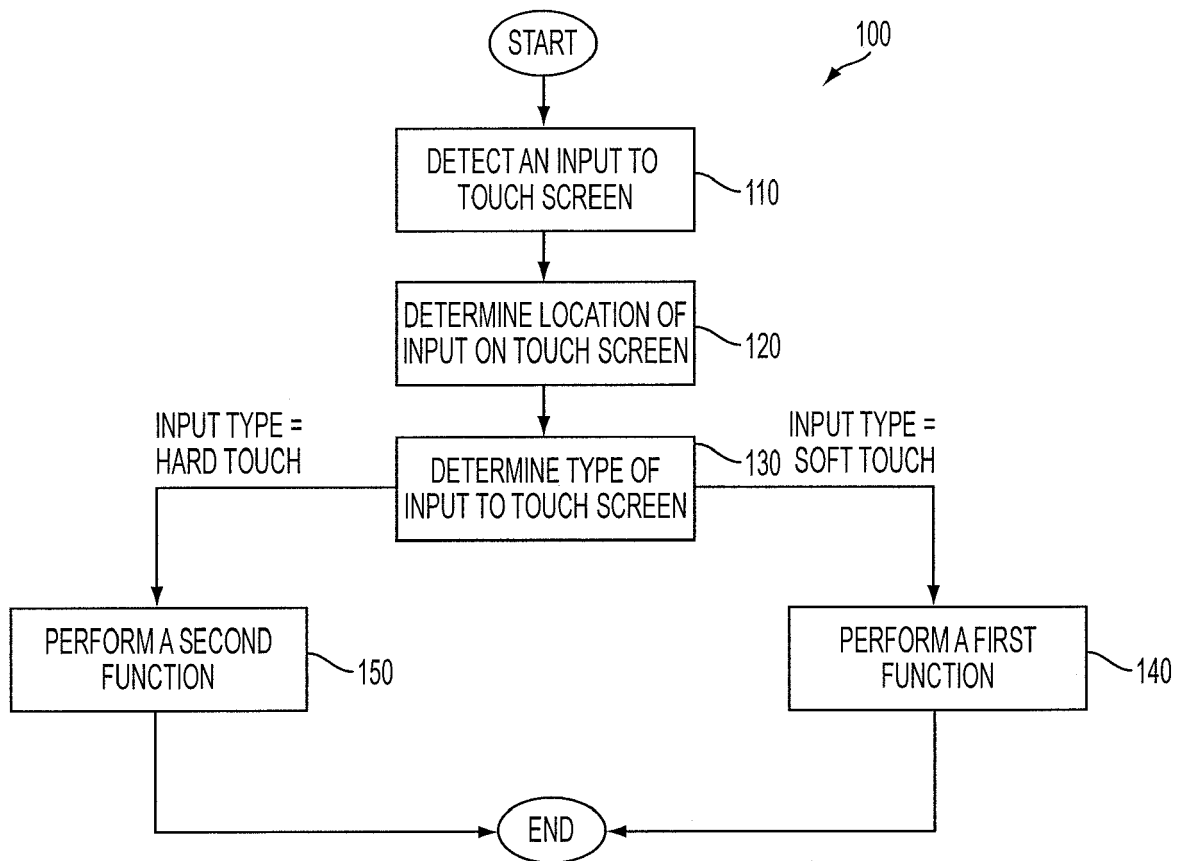 START
100
DETECT AN INPUT TO
TOUCH SCREEN
110
DETERMINE LOCATION OF
INPUT ON TOUCH SCREEN
120
INPUT TYPE =
HARD TOUCH
DETERMINE TYPE OF
INPUT TO TOUCH SCREEN
130
INPUT TYPE =
SOFT TOUCH
PERFORM A SECOND
FUNCTION
150
PERFORM A FIRST
FUNCTION
140
END